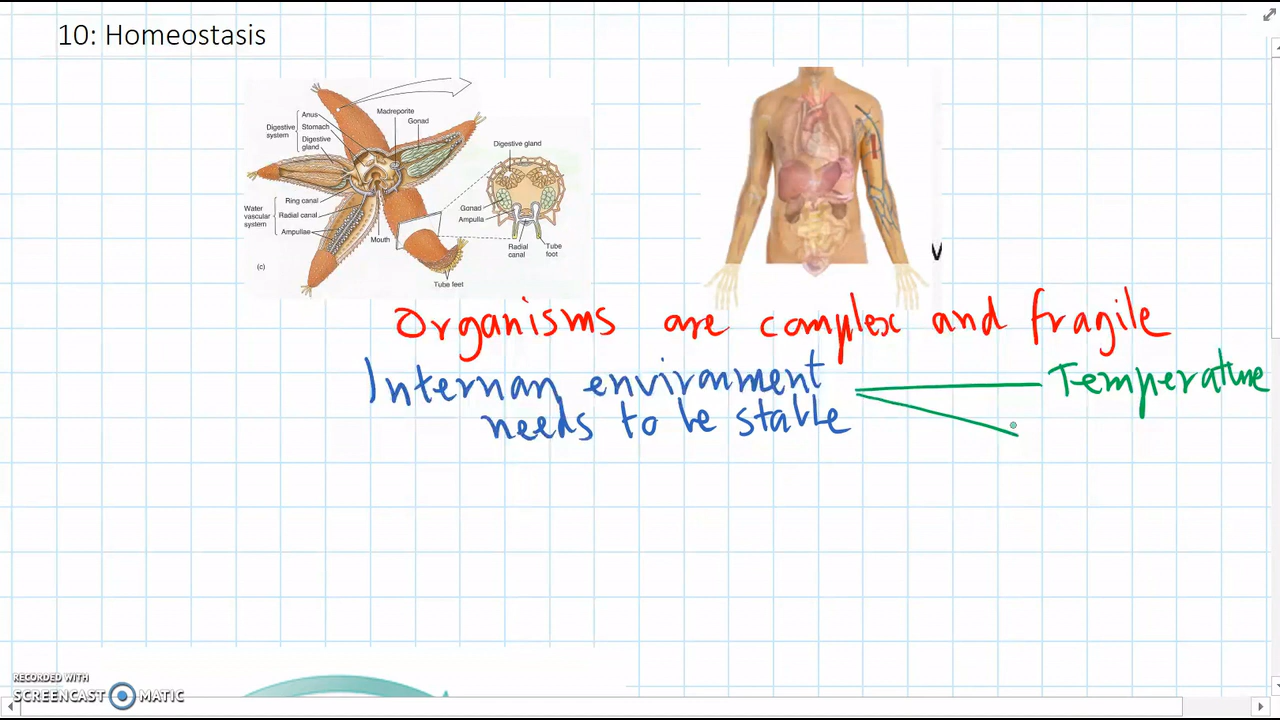 10: Homeostasis
Anus
Stomach
Digestive gland
Digestive system
Madreporite
Gonad
Ring canal
Water vascular system
Radial canal
Ampullae
Mouth
(c)
Tube feet
Digestive gland
Gonad
Ampulla
Radial canal
Tube foot
Organisms are complex and fragile
Internan environment
needs to be stable
Temperature
RECORDED WITH
SCREENCAST MATIC